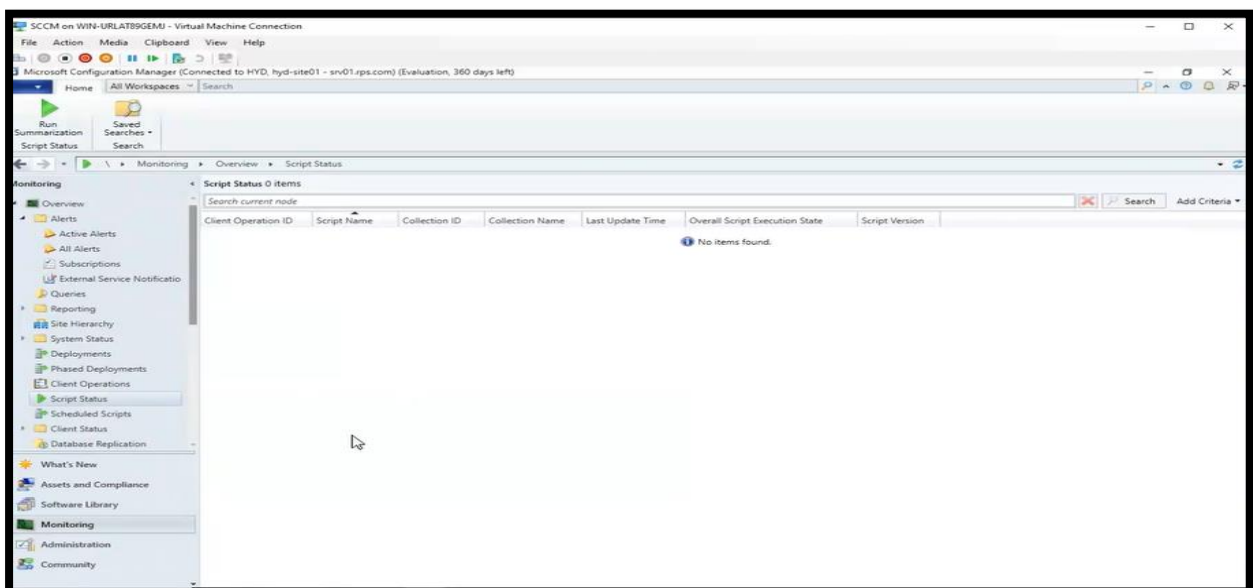 SCCM on WIN-URLAT89GEMJ - Virtual Machine Connection
File Action Media Clipboard View Help
Microsoft Configuration Manager (Connected to HYD, hyd-site01 - srv01.rps.com) (Evaluation, 360 days left)
Home All Workspaces Search
Run Summarization
Saved Searches
Script Status Search
\ Monitoring Overview Script Status
Monitoring
Script Status 0 items
Search current node Search Add Criteria
Client Operation ID Script Name Collection ID Collection Name Last Update Time Overall Script Execution State Script Version
No items found.
Overview
Alerts
Active Alerts
All Alerts
Subscriptions
External Service Notificatio
Queries
Reporting
Site Hierarchy
System Status
Deployments
Phased Deployments
Client Operations
Script Status
Scheduled Scripts
Client Status
Database Replication
What's New
Assets and Compliance
Software Library
Monitoring
Administration
Community